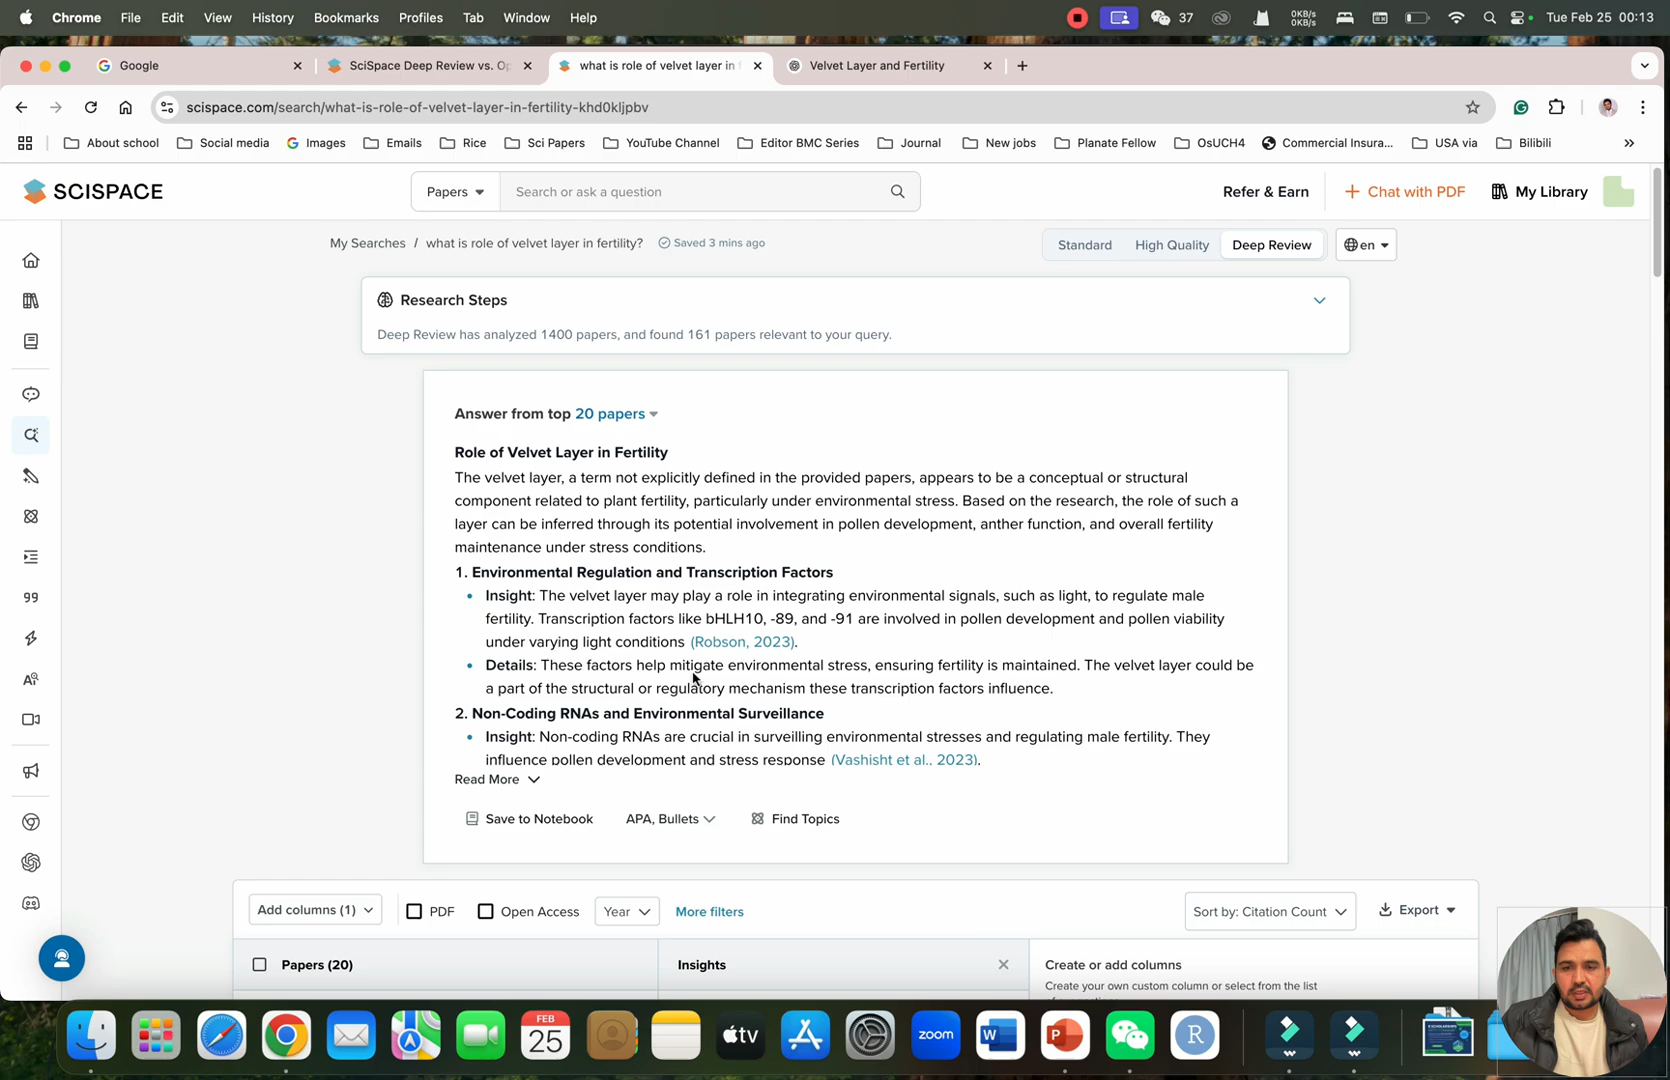 Chrome File Edit View History Bookmarks Profiles Tab Window Help 37 0KB/s 0KB/s Tue Feb 25 00:13
Google SciSpace Deep Review vs. Op what is role of velvet layer in Velvet Layer and Fertility
scispace.com/search/what-is-role-of-velvet-layer-in-fertility-khd0kljpbv
About school Social media Images Emails Rice Sci Papers YouTube Channel Editor BMC Series Journal New jobs Planate Fellow OsUCH4 Commercial Insura... USA via Bilibili
SCISPACE Papers Search or ask a question Refer & Earn Chat with PDF My Library
My Searches / what is role of velvet layer in fertility? Saved 3 mins ago Standard High Quality Deep Review en
Research Steps
Deep Review has analyzed 1400 papers, and found 161 papers relevant to your query.
Answer from top 20 papers
Role of Velvet Layer in Fertility
The velvet layer, a term not explicitly defined in the provided papers, appears to be a conceptual or structural
component related to plant fertility, particularly under environmental stress. Based on the research, the role of such a
layer can be inferred through its potential involvement in pollen development, anther function, and overall fertility
maintenance under stress conditions.
1. Environmental Regulation and Transcription Factors
• Insight: The velvet layer may play a role in integrating environmental signals, such as light, to regulate male
fertility. Transcription factors like bHLH10, -89, and -91 are involved in pollen development and pollen viability
under varying light conditions (Robson, 2023).
• Details: These factors help mitigate environmental stress, ensuring fertility is maintained. The velvet layer could be
a part of the structural or regulatory mechanism these transcription factors influence.
2. Non-Coding RNAs and Environmental Surveillance
• Insight: Non-coding RNAs are crucial in surveilling environmental stresses and regulating male fertility. They
influence pollen development and stress response (Vashisht et al., 2023).
Read More
Save to Notebook APA, Bullets Find Topics
Add columns (1) PDF Open Access Year More filters Sort by: Citation Count Export
Papers (20) Insights Create or add columns
Create your own custom column or select from the list
FEB
25
tv
zoom
W
P
R